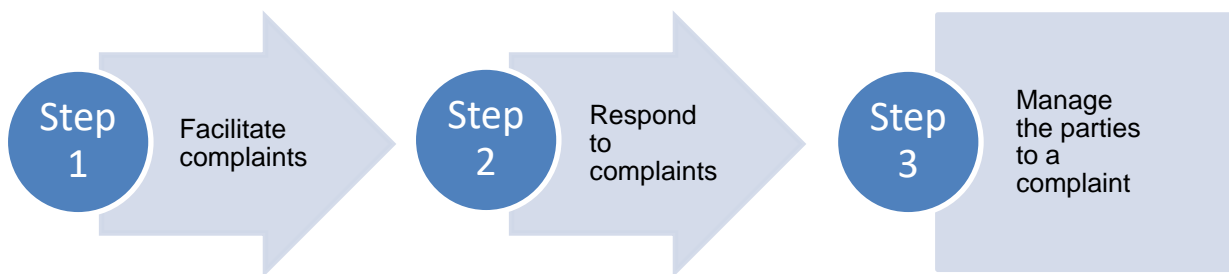 Step
1
Facilitate
complaints
Step
2
Respond
to
complaints
Step
3
Manage
the parties
to a
complaint